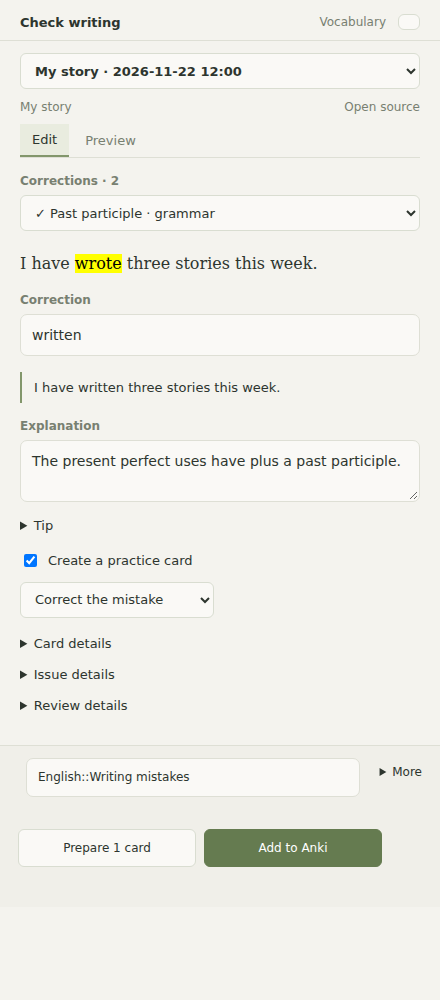 Check writing
Vocabulary
My story · 2026-11-22 12:00
My story
Open source
Edit
Preview
Corrections · 2
✓ Past participle · grammar
I have wrote three stories this week.
Correction
written
I have written three stories this week.
Explanation
The present perfect uses have plus a past participle.
Tip
Create a practice card
Correct the mistake
Card details
Issue details
Review details
English::Writing mistakes
More
Prepare 1 card
Add to Anki